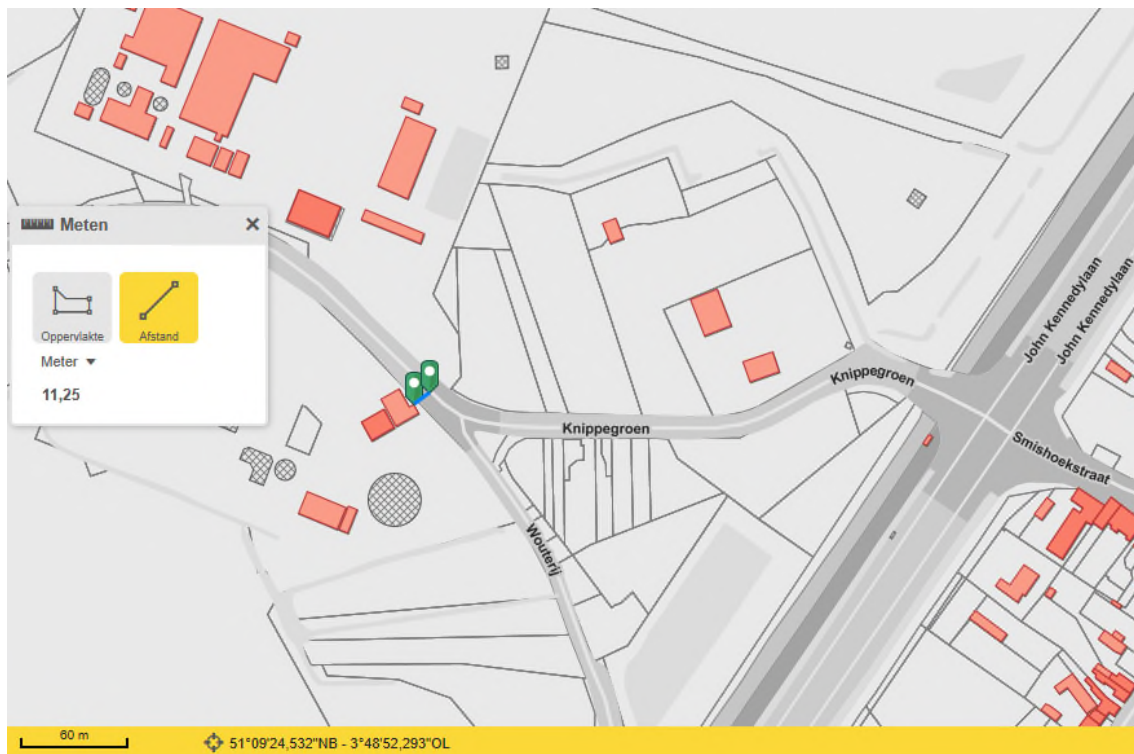 Meten
Oppervlakte
Afstand
Meter
11,25
John Kennedylaan
John Kennedylaan
Knippegroen
Knippegroen
Smishoekstraat
Wouterij
60 m
51°09'24,532"NB - 3°48'52,293"OL